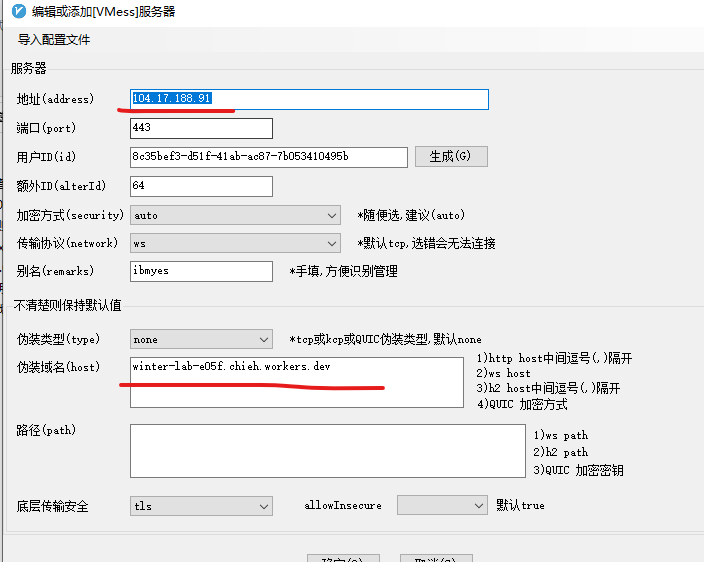 编辑或添加[VMess]服务器
导入配置文件
服务器
地址(address) 104.17.188.91
端口(port) 443
用户ID(id) 8c35bef3-d51f-41ab-ac87-7b053410495b 生成(G)
额外ID(alterId) 64
加密方式(security) auto *随便选,建议(auto)
传输协议(network) ws *默认tcp,选错会无法连接
别名(remarks) ibmyes *手填,方便识别管理
不清楚则保持默认值
伪装类型(type) none *tcp或kcp或QUIC伪装类型,默认none
伪装域名(host) winter-lab-e05f.chieh.workers.dev
1)http host中间逗号(,)隔开
2)ws host
3)h2 host中间逗号(,)隔开
4)QUIC 加密方式
路径(path)
1)ws path
2)h2 path
3)QUIC 加密密钥
底层传输安全 tls allowInsecure 默认true